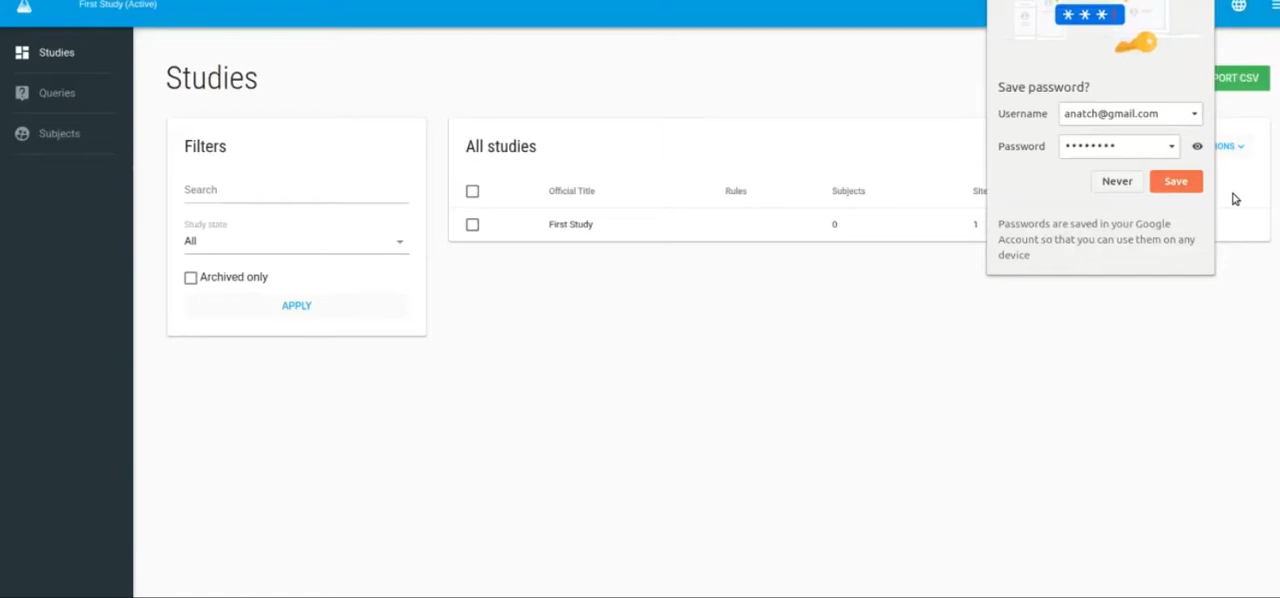 First Study (Active)
Studies
Queries
Subjects
Studies
PORT CSV
Filters
Search
Study state
All
Archived only
APPLY
All studies
IONS
Official Title
Rules
Subjects
Site
First Study
0
1
***
Save password?
Username anatch@gmail.com
Password ••••••••
Never
Save
Passwords are saved in your Google
Account so that you can use them on any
device